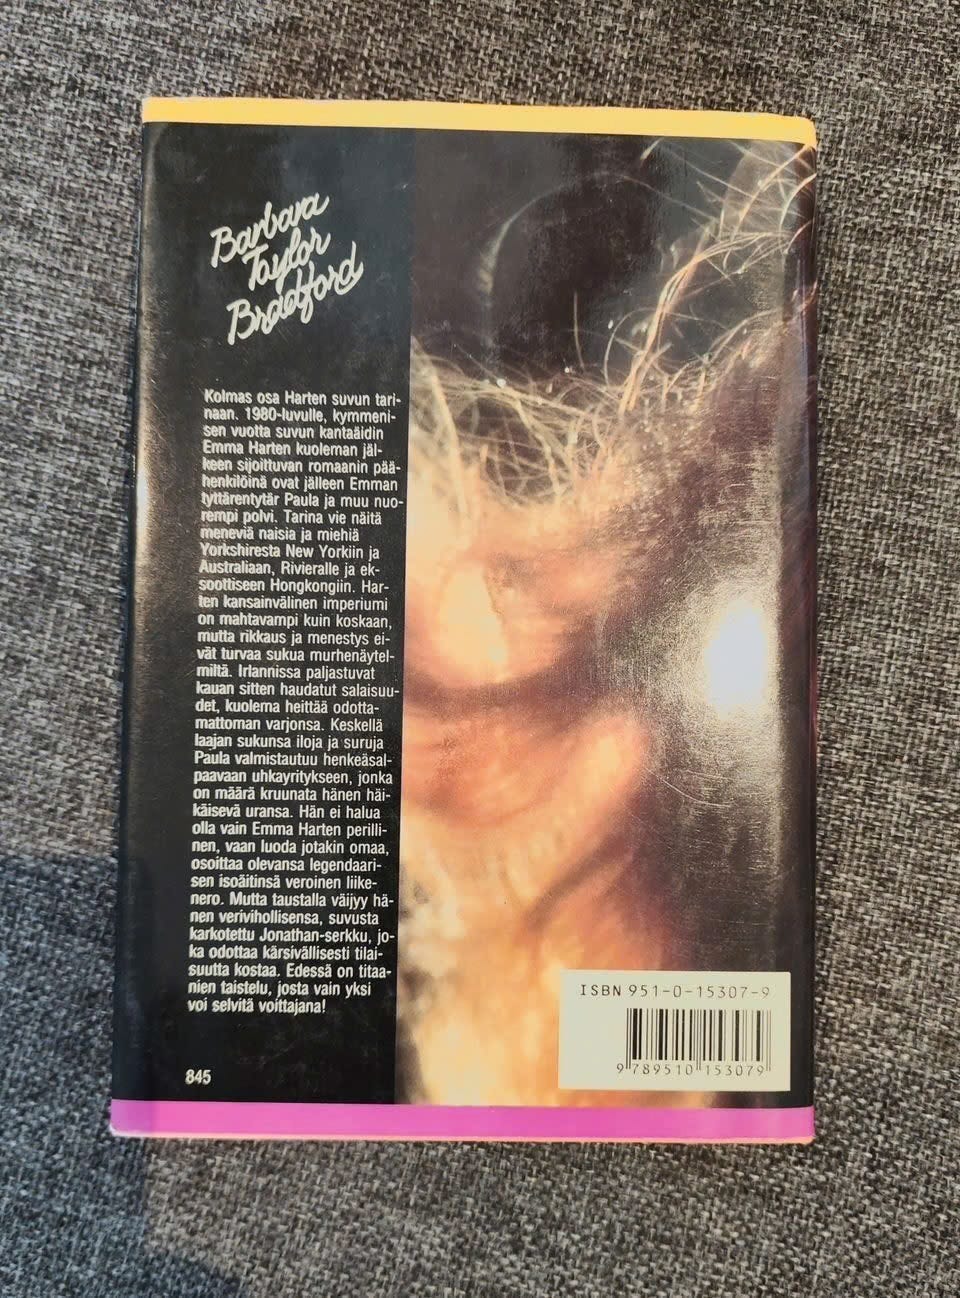 Barbara
Taylor
Bradford
Kolmas osa Harten suvun tari-
naan. 1980-luvulle, kymmeni-
sen vuotta suvun kantaäidin
Emma Harten kuoleman jäl-
keen sijoittuvan romaanin pää-
henkilöinä ovat jälleen Emman
tyttärentytär Paula ja muu nuo-
rempi polvi. Tarina vie näitä
meneviä naisia ja miehiä
Yorkshiresta New Yorkiin ja
Australiaan, Rivieralle ja ek-
soottiseen Hongkongiin. Har-
ten kansainvälinen imperiumi
on mahtavampi kuin koskaan,
mutta rikkaus ja menestys ei-
vät turvaa sukua murhenäytel-
miltä. Irlannissa paljastuvat
kauan sitten haudatut salaisuu-
det, kuolema heittää odotta-
mattoman varjonsa. Keskellä
laajan sukunsa iloja ja suruja
Paula valmistautuu henkeäsal-
paavaan uhkayritykseen, jonka
on määrä kruunata hänen häi-
käisevä uransa. Hän ei halua
olla vain Emma Harten perilli-
nen, vaan luoda jotakin omaa,
osoittaa olevansa legendaari-
sen isoäitinsä veroinen liike-
nero. Mutta taustalla väijyy hä-
nen verivihollisensa, suvusta
karkotettu Jonathan-serkku, jo-
ka odottaa kärsivällisesti tilai-
suutta kostaa. Edessä on titaa-
nien taistelu, josta vain yksi
voi selvitä voittajana!
845
ISBN 951-0-15307-9
9 789510 153079